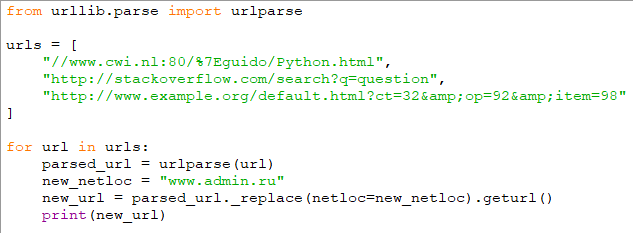 from urllib.parse import urlparse
urls = [
"//www.cwi.nl:80/%7Eguido/Python.html",
"http://stackoverflow.com/search?q=question",
"http://www.example.org/default.html?ct=32&amp;op=92&amp;item=98"
]
for url in urls:
parsed_url = urlparse(url)
new_netloc = "www.admin.ru"
new_url = parsed_url._replace(netloc=new_netloc).geturl()
print(new_url)